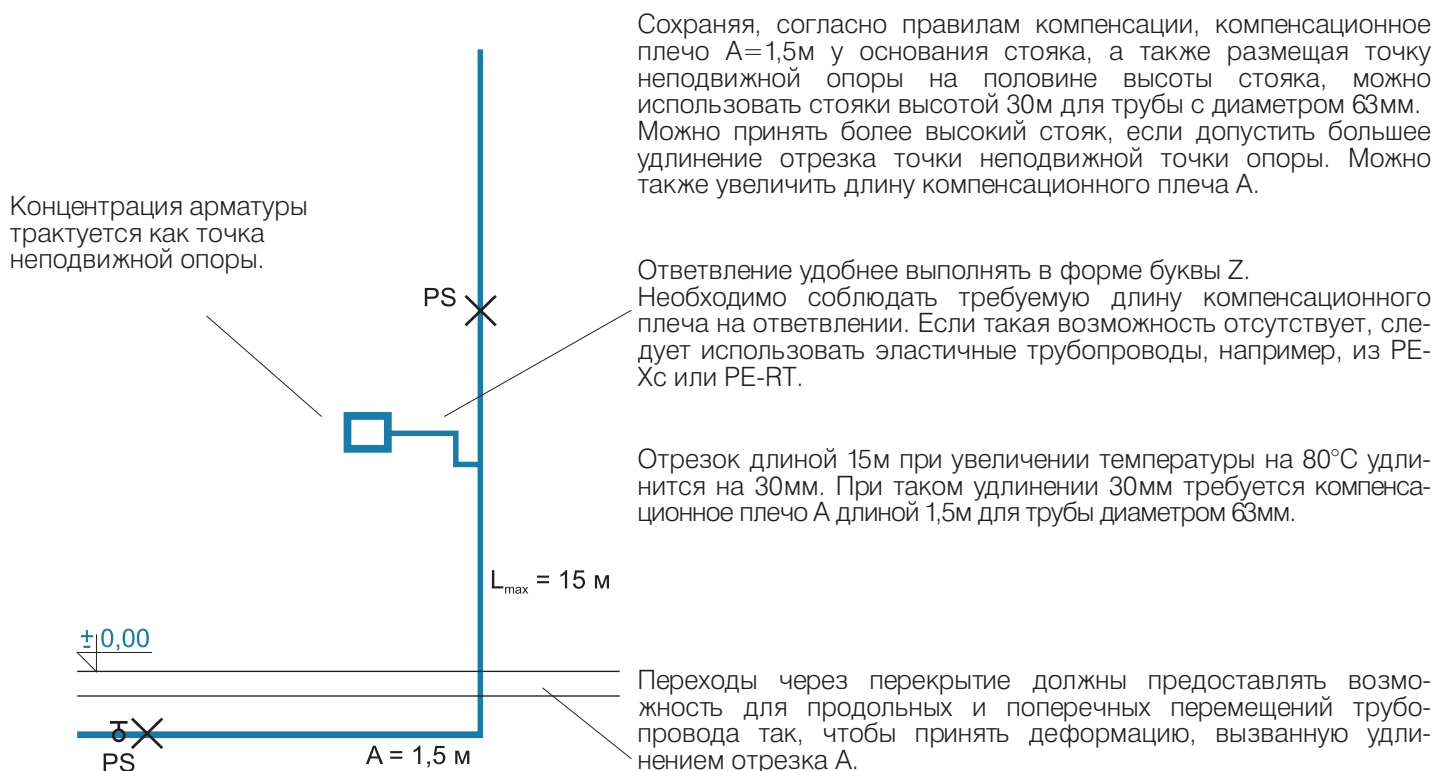 Сохраняя, согласно правилам компенсации, компенсационное
плечо A=1,5м у основания стояка, а также размещая точку
неподвижной опоры на половине высоты стояка, можно
использовать стояки высотой 30м для трубы с диаметром 63мм.
Можно принять более высокий стояк, если допустить большее
удлинение отрезка точки неподвижной точки опоры. Можно
также увеличить длину компенсационного плеча A.
Концентрация арматуры
трактуется как точка
неподвижной опоры.
Ответвление удобнее выполнять в форме буквы Z.
Необходимо соблюдать требуемую длину компенсационного
плеча на ответвлении. Если такая возможность отсутствует, сле-
дует использовать эластичные трубопроводы, например, из PE-
Xc или PE-RT.
PS
Отрезок длиной 15м при увеличении температуры на 80°C удли-
нится на 30мм. При таком удлинении 30мм требуется компенса-
ционное плечо A длиной 1,5м для трубы диаметром 63мм.
Lmax = 15 м
±0,00
Переходы через перекрытие должны предоставлять возмо-
жность для продольных и поперечных перемещений трубо-
провода так, чтобы принять деформацию, вызванную удли-
нением отрезка A.
PS
A = 1,5 м